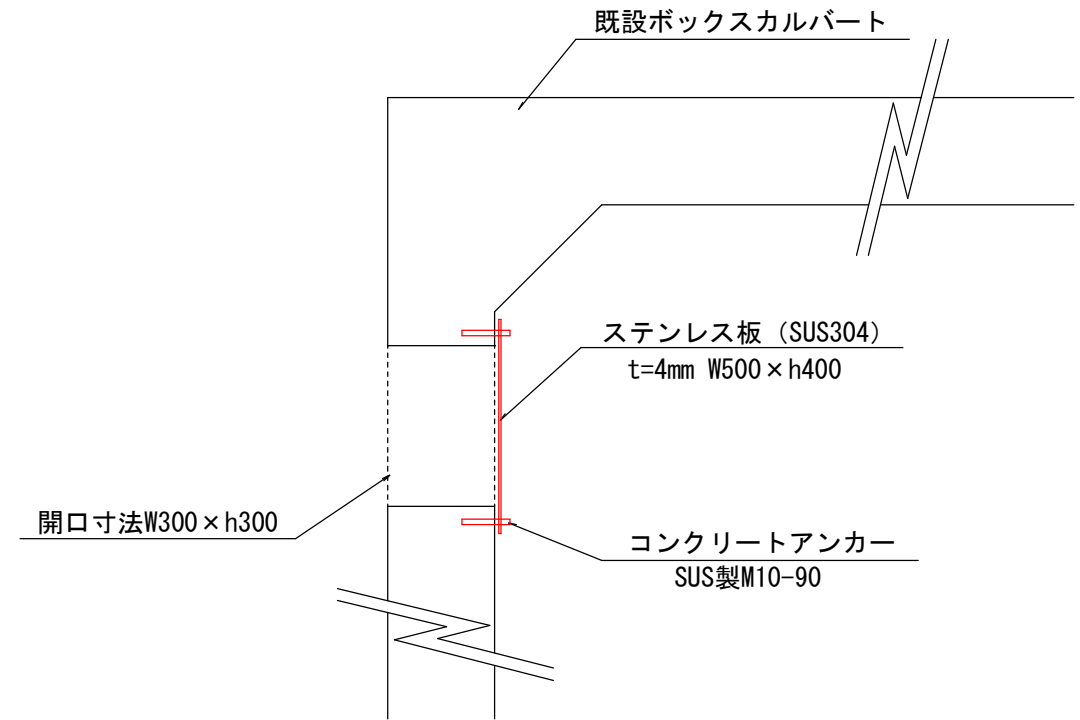 既設ボックスカルバート
ステンレス板（SUS304）
t=4mm W500×h400
開口寸法W300×h300
コンクリートアンカー
SUS製M10-90